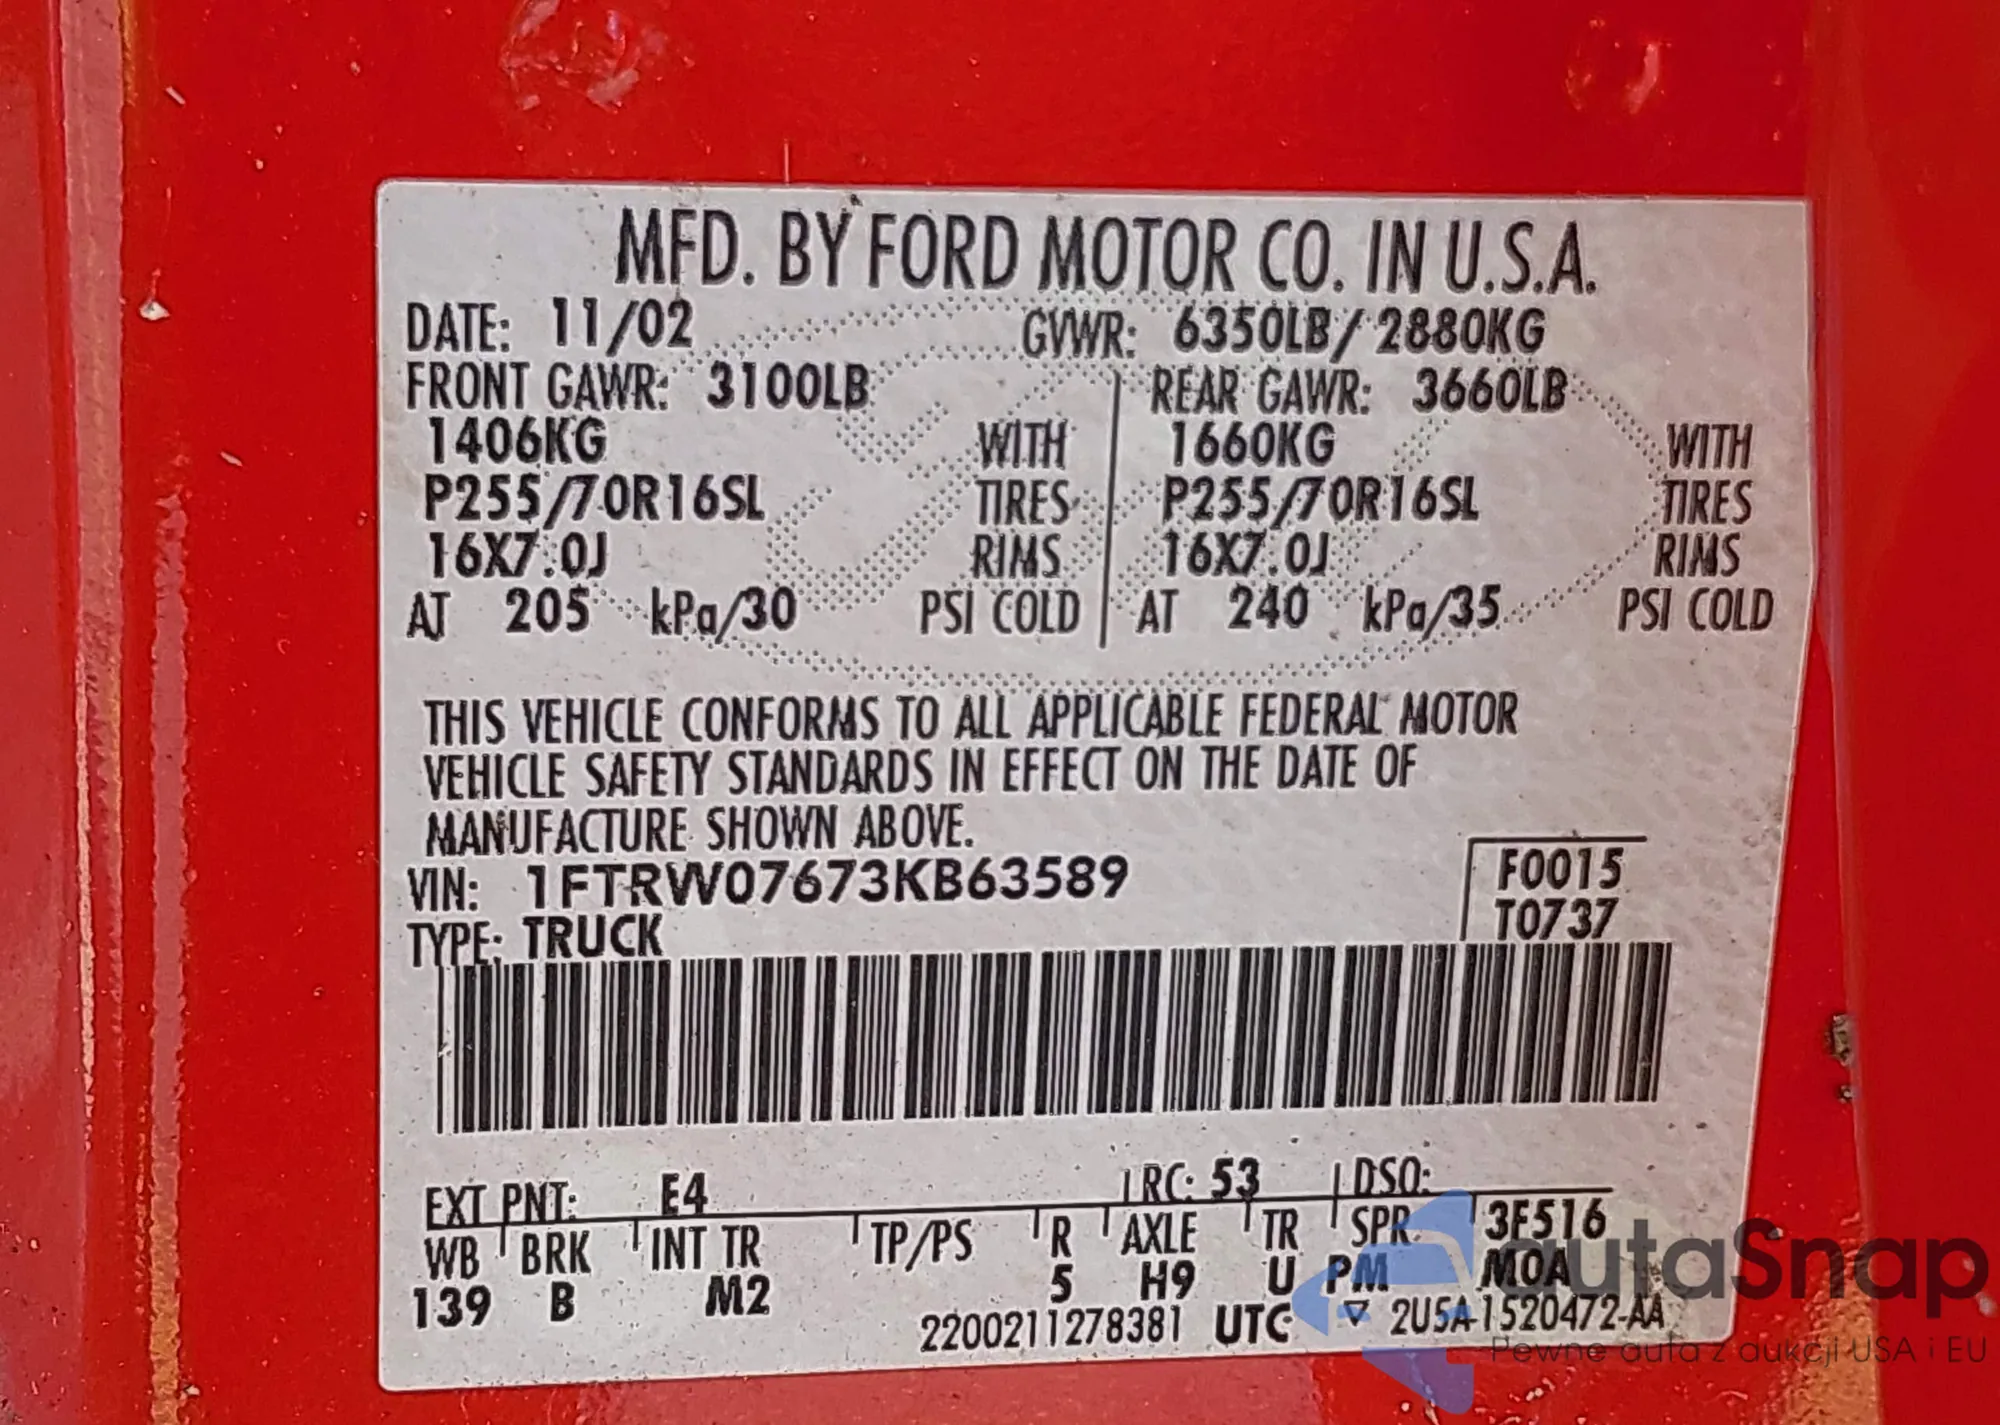 MFD. BY FORD MOTOR CO. IN U.S.A.
DATE: 11/02 GVWR: 6350LB/ 2880KG
FRONT GAWR: 3100LB REAR GAWR: 3660LB
1406KG WITH 1660KG WITH
P255/70R16SL TIRES P255/70R16SL TIRES
16X7.0J RIMS 16X7.0J RIMS
AT 205 kPa/30 PSI COLD AT 240 kPa/35 PSI COLD
THIS VEHICLE CONFORMS TO ALL APPLICABLE FEDERAL MOTOR
VEHICLE SAFETY STANDARDS IN EFFECT ON THE DATE OF
MANUFACTURE SHOWN ABOVE.
VIN: 1FTRW07673KB63589 F0015
TYPE: TRUCK T0737
EXT PNT: E4 RC: 53 DSO:
WB BRK INT TR TP/PS R AXLE TR SPR 3F516
139 B M2 5 H9 U PM MOA
2200211278381 UTC ▽ 2U5A-1520472-AA
autaSnap
Pewne auta z aukcji USA i EU